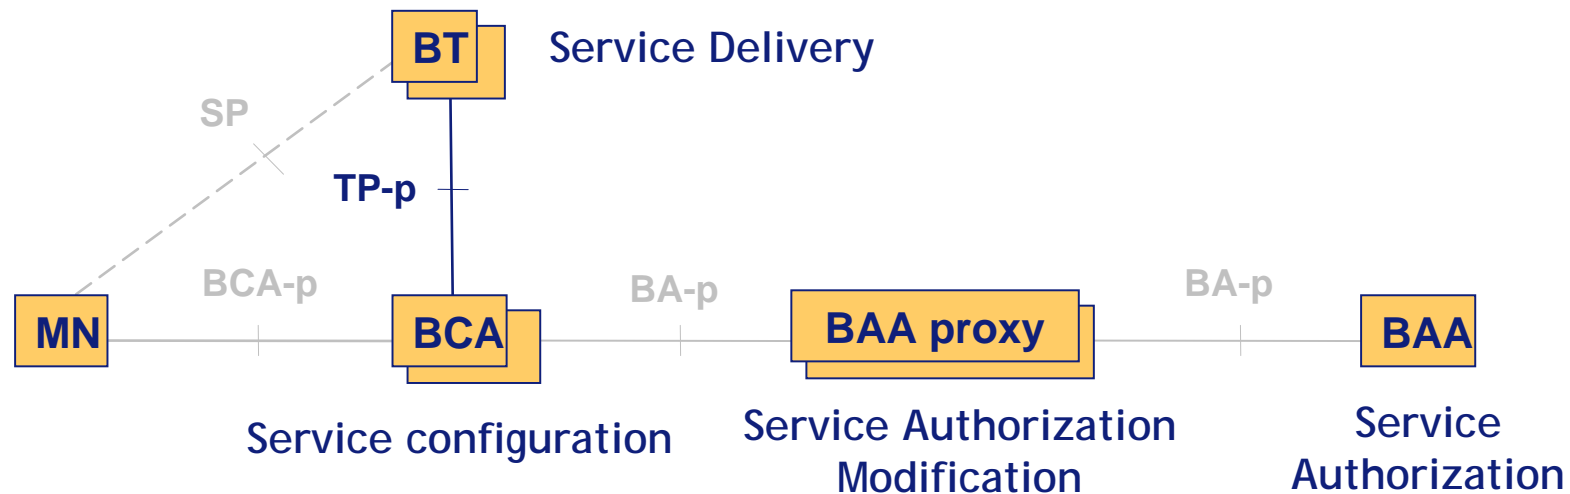 BT
Service Delivery
SP
TP-p
BCA-p
BA-p
BA-p
MN
BCA
BAA proxy
BAA
Service configuration
Service Authorization
Modification
Service
Authorization